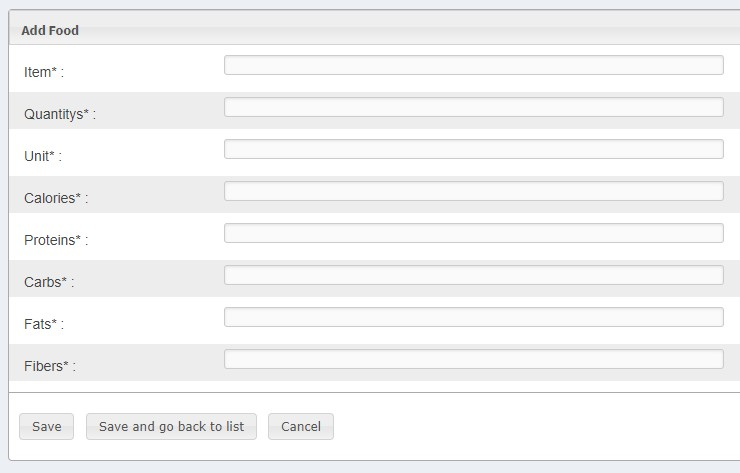 Add Food
Item* :
Quantitys* :
Unit* :
Calories* :
Proteins* :
Carbs* :
Fats* :
Fibers* :
Save Save and go back to list Cancel